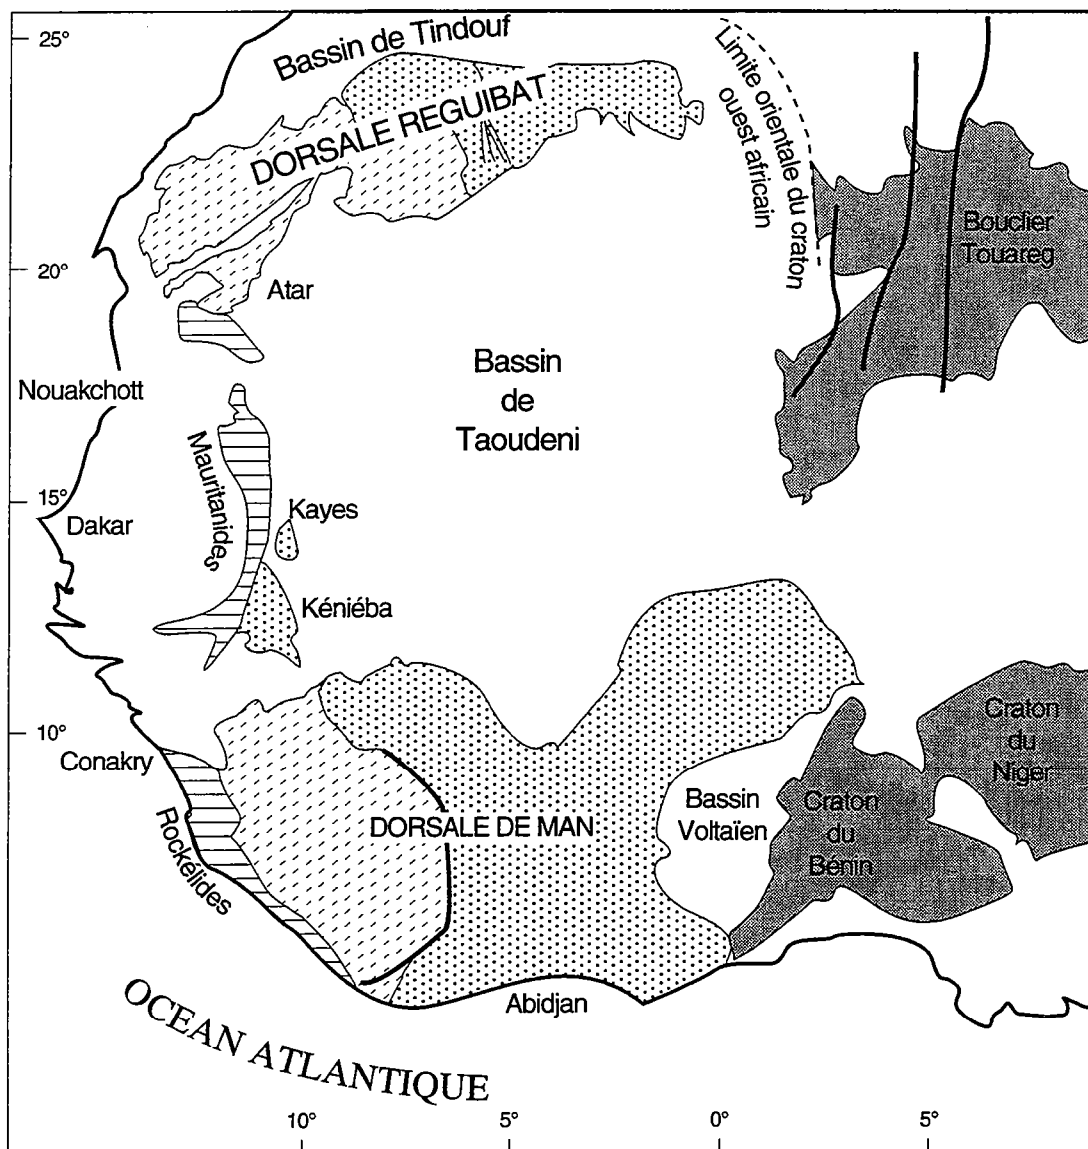 25°
Bassin de Tindouf
DORSALE REGUIBAT
Limite orientale du craton
ouest africain
Bouclier
Touareg
20°
Atar
Bassin
de
Taoudeni
Nouakchott
Mauritanides
15°
Dakar
Kayes
Kéniéba
10°
Conakry
Craton
du
Niger
Bassin
Voltaïen
Craton
du
Bénin
DORSALE DE MAN
Rockélides
Abidjan
OCEAN ATLANTIQUE
10°
5°
0°
5°